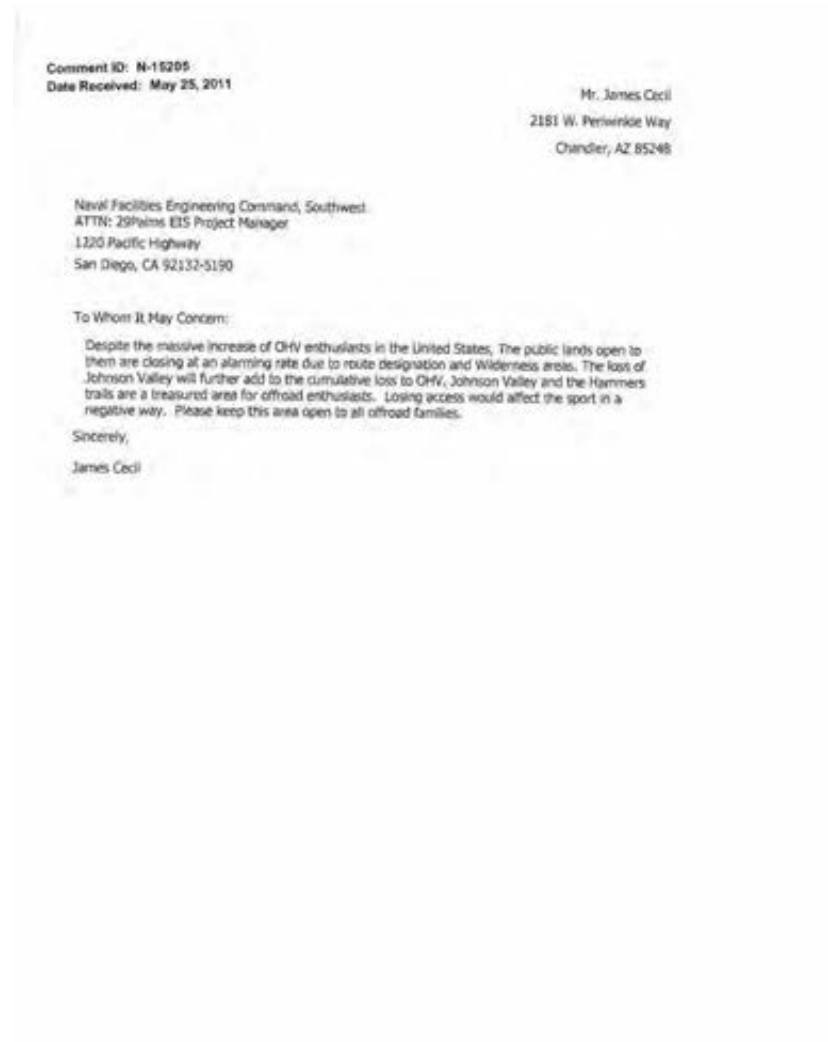 Comment ID: N-15205
Date Received: May 25, 2011
Mr. James Cecil
2181 W. Periwinkle Way
Chandler, AZ 85248
Naval Facilities Engineering Command, Southwest
ATTN: 29Palms EIS Project Manager
1220 Pacific Highway
San Diego, CA 92132-5190
To Whom It May Concern:
Despite the massive increase of OHV enthusiasts in the United States, The public lands open to
them are closing at an alarming rate due to route designation and Wilderness areas. The loss of
Johnson Valley will further add to the cumulative loss to OHV. Johnson Valley and the Hammers
trails are a treasured area for offroad enthusiasts. Losing access would affect the sport in a
negative way. Please keep this area open to all offroad families.
Sincerely,
James Cecil